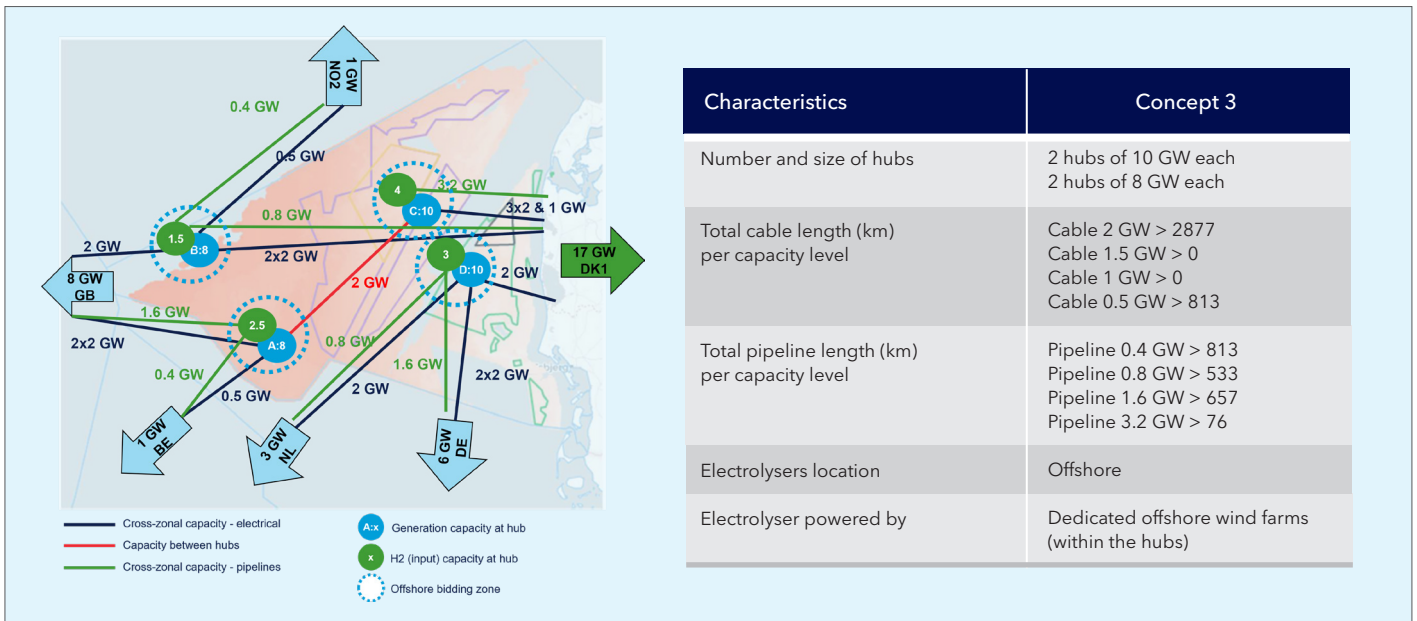 1 GW
NO2
0.4 GW
0.5 GW
4
3.2 GW
C:10
3x2 & 1 GW
0.8 GW
1.5
B:8
2 GW
2x2 GW
3
D:10
2 GW
17 GW
DK1
8 GW
GB
2 GW
1.6 GW
2.5
A:8
2x2 GW
0.8 GW
1.6 GW
0.4 GW
0.5 GW
2 GW
2x2 GW
1 GW
BE
3 GW
NL
6 GW
DE
Cross-zonal capacity - electrical
Capacity between hubs
Cross-zonal capacity - pipelines
A:x Generation capacity at hub
x H2 (input) capacity at hub
Offshore bidding zone
Characteristics Concept 3
Number and size of hubs 2 hubs of 10 GW each
2 hubs of 8 GW each
Total cable length (km) Cable 2 GW > 2877
per capacity level Cable 1.5 GW > 0
Cable 1 GW > 0
Cable 0.5 GW > 813
Total pipeline length (km) Pipeline 0.4 GW > 813
per capacity level Pipeline 0.8 GW > 533
Pipeline 1.6 GW > 657
Pipeline 3.2 GW > 76
Electrolysers location Offshore
Electrolyser powered by Dedicated offshore wind farms
(within the hubs)